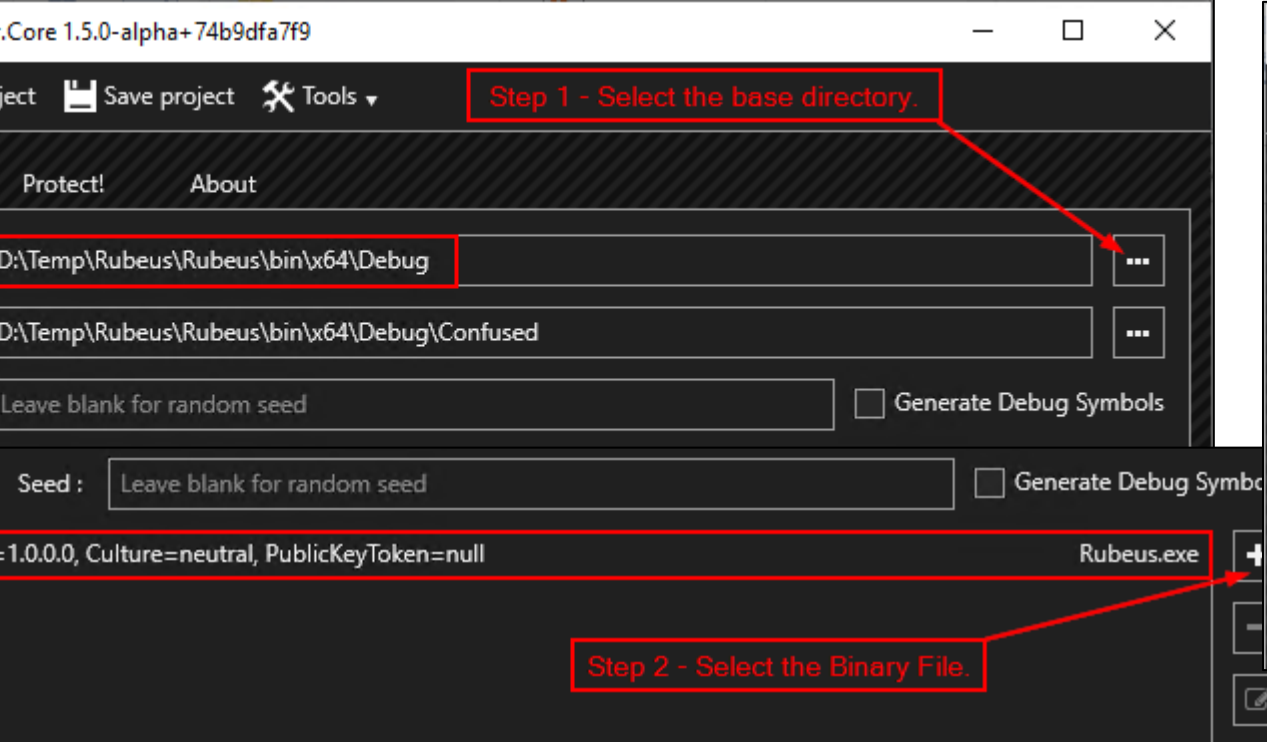 .Core 1.5.0-alpha+74b9dfa7f9
ject Save project Tools
Step 1 - Select the base directory.
Protect! About
D:\Temp\Rubeus\Rubeus\bin\x64\Debug
D:\Temp\Rubeus\Rubeus\bin\x64\Debug\Confused
Leave blank for random seed Generate Debug Symbols
Seed : Leave blank for random seed Generate Debug Symbo
=1.0.0.0, Culture=neutral, PublicKeyToken=null Rubeus.exe
Step 2 - Select the Binary File.